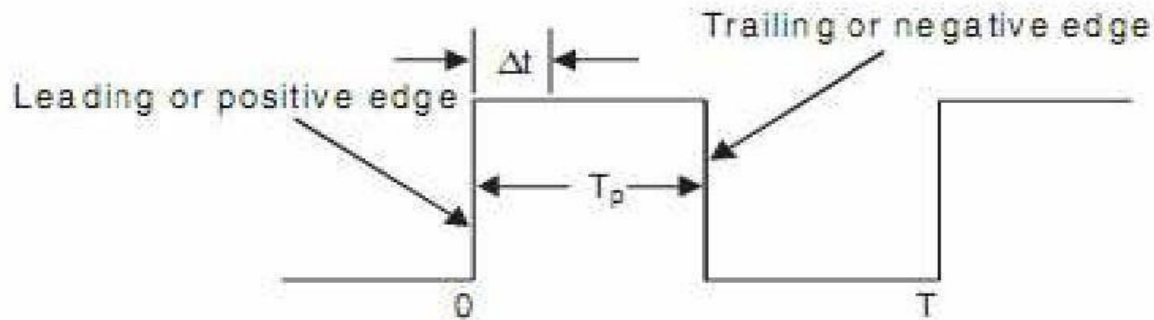 Trailing or negative edge
Δt
Leading or positive edge
Tp
0
T